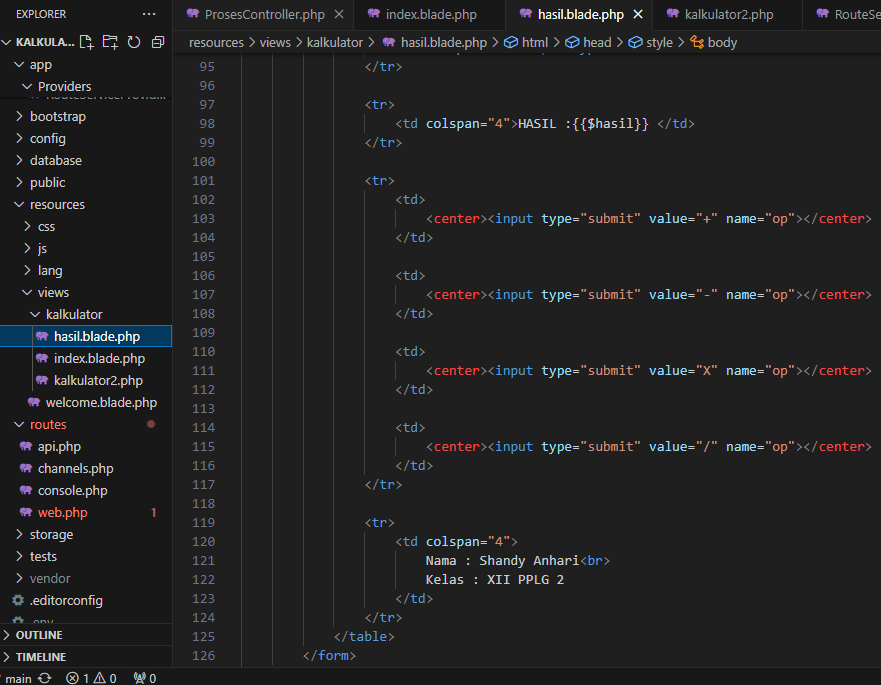 EXPLORER ···
KALKULA...
app
Providers
bootstrap
config
database
public
resources
css
js
lang
views
kalkulator
hasil.blade.php
index.blade.php
kalkulator2.php
welcome.blade.php
routes
api.php
channels.php
console.php
web.php 1
storage
tests
vendor
.editorconfig
.env
OUTLINE
TIMELINE
ProsesController.php × index.blade.php hasil.blade.php × kalkulator2.php RouteSe
resources > views > kalkulator > hasil.blade.php > html > head > style > body
95 </tr>
96
97 <tr>
98 <td colspan="4">HASIL :{{$hasil}} </td>
99 </tr>
100
101 <tr>
102 <td>
103 <center><input type="submit" value="+" name="op"></center>
104 </td>
105
106 <td>
107 <center><input type="submit" value="-" name="op"></center>
108 </td>
109
110 <td>
111 <center><input type="submit" value="X" name="op"></center>
112 </td>
113
114 <td>
115 <center><input type="submit" value="/" name="op"></center>
116 </td>
117 </tr>
118
119 <tr>
120 <td colspan="4">
121 Nama : Shandy Anhari<br>
122 Kelas : XII PPLG 2
123 </td>
124 </tr>
125 </table>
126 </form>
main 1 0 0